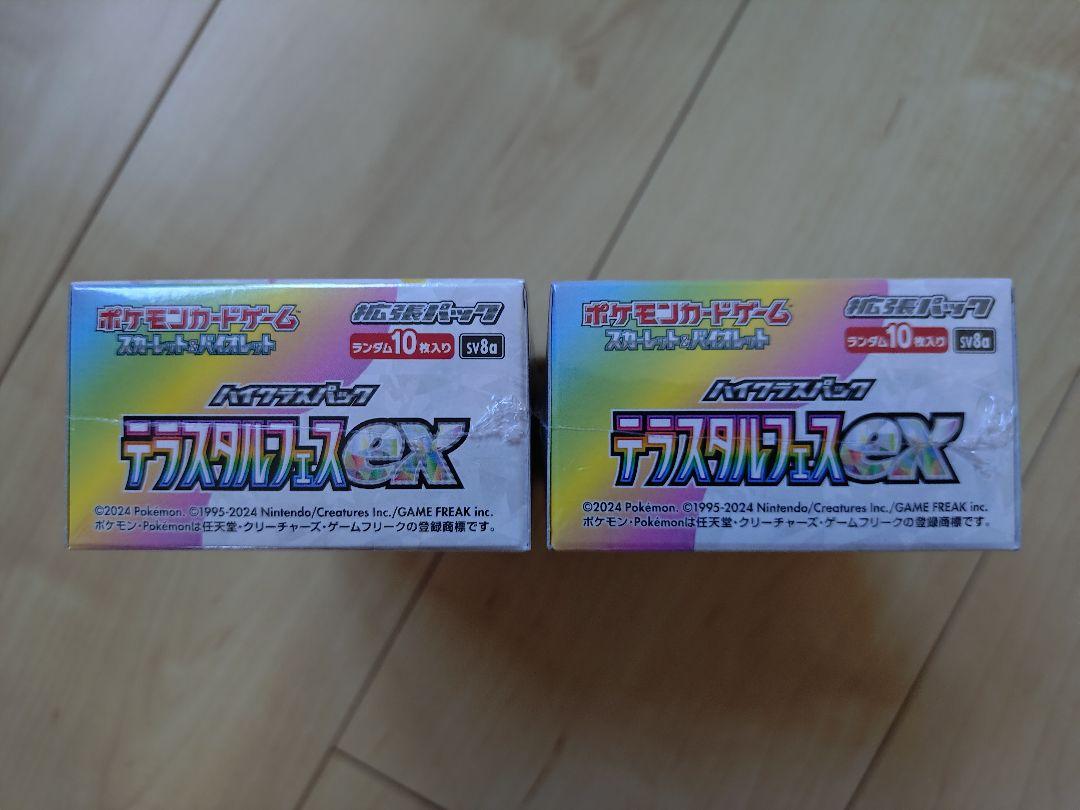 ポケモンカードゲーム™
スカーレット&バイオレット
拡張パック
ランダム10枚入り
sv8a
ハイクラスパック
テラスタルフェスex
©2024 Pokémon. ©1995-2024 Nintendo/Creatures Inc./GAME FREAK inc.
ポケモン・Pokémonは任天堂・クリーチャーズ・ゲームフリークの登録商標です。
ポケモンカードゲーム™
スカーレット&バイオレット
拡張パック
ランダム10枚入り
sv8a
ハイクラスパック
テラスタルフェスex
©2024 Pokémon. ©1995-2024 Nintendo/Creatures Inc./GAME FREAK inc.
ポケモン・Pokémonは任天堂・クリーチャーズ・ゲームフリークの登録商標です。